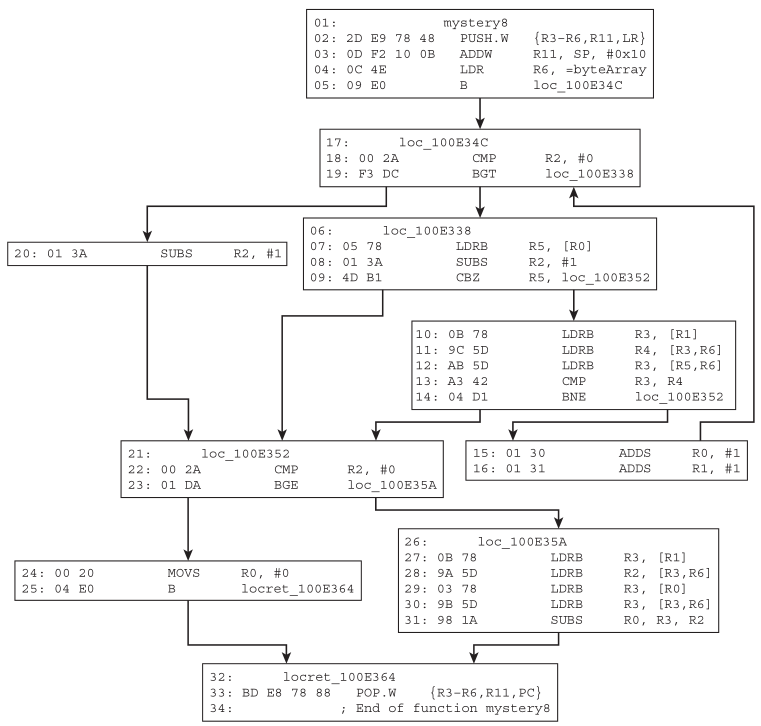 01: mystery8
02: 2D E9 78 48 PUSH.W {R3-R6,R11,LR}
03: 0D F2 10 0B ADDW R11, SP, #0x10
04: 0C 4E LDR R6, =byteArray
05: 09 E0 B loc_100E34C
17: loc_100E34C
18: 00 2A CMP R2, #0
19: F3 DC BGT loc_100E338
20: 01 3A SUBS R2, #1
06: loc_100E338
07: 05 78 LDRB R5, [R0]
08: 01 3A SUBS R2, #1
09: 4D B1 CBZ R5, loc_100E352
10: 0B 78 LDRB R3, [R1]
11: 9C 5D LDRB R4, [R3,R6]
12: AB 5D LDRB R3, [R5,R6]
13: A3 42 CMP R3, R4
14: 04 D1 BNE loc_100E352
21: loc_100E352
22: 00 2A CMP R2, #0
23: 01 DA BGE loc_100E35A
15: 01 30 ADDS R0, #1
16: 01 31 ADDS R1, #1
24: 00 20 MOVS R0, #0
25: 04 E0 B locret_100E364
26: loc_100E35A
27: 0B 78 LDRB R3, [R1]
28: 9A 5D LDRB R2, [R3,R6]
29: 03 78 LDRB R3, [R0]
30: 9B 5D LDRB R3, [R3,R6]
31: 98 1A SUBS R0, R3, R2
32: locret_100E364
33: BD E8 78 88 POP.W {R3-R6,R11,PC}
34: ; End of function mystery8